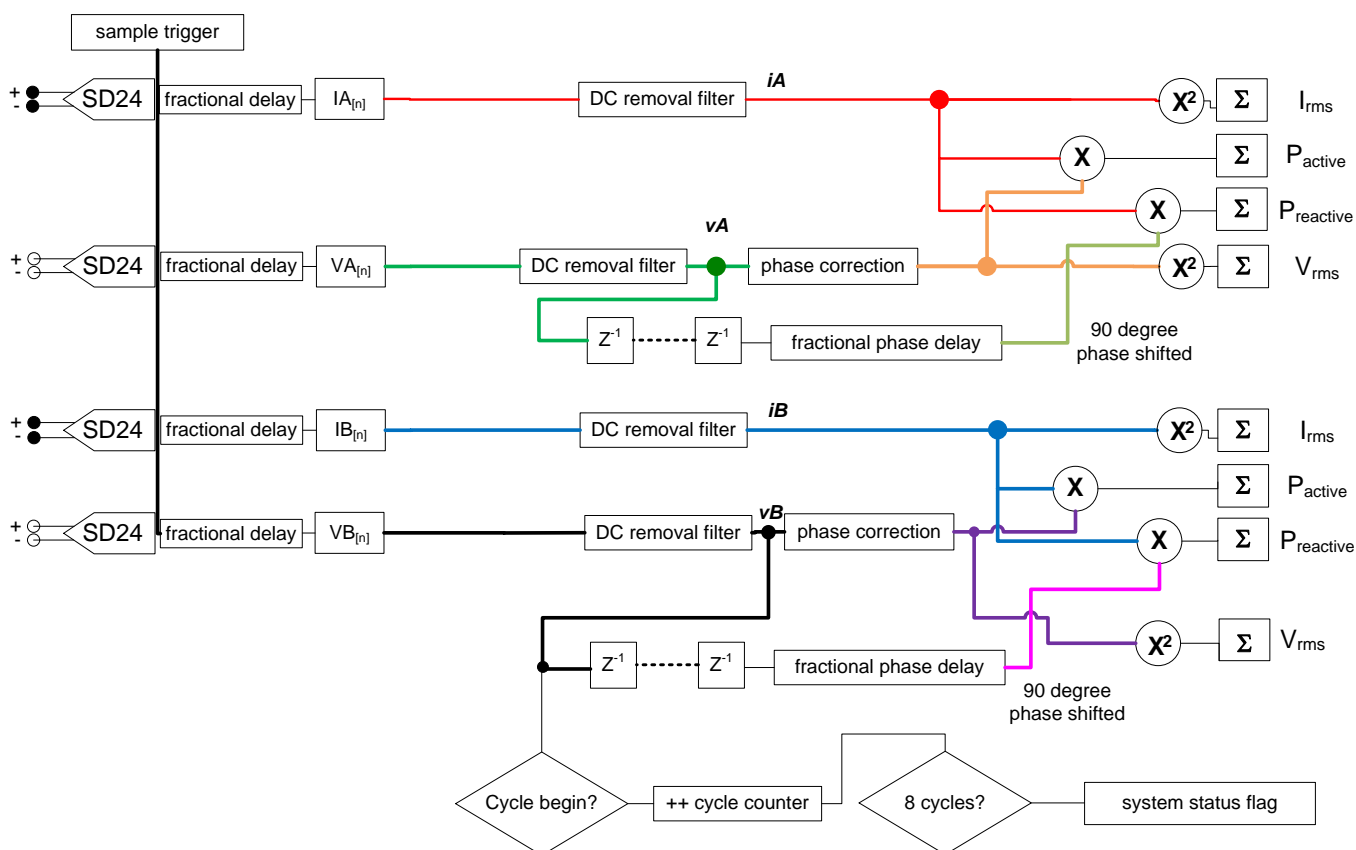 sample trigger
+
-
SD24
fractional delay
IA[n]
DC removal filter
iA
X²
Σ
Irms
X
Σ
Pactive
X
Σ
Preactive
+
-
SD24
fractional delay
VA[n]
DC removal filter
vA
phase correction
X²
Σ
Vrms
Z⁻¹
Z⁻¹
fractional phase delay
90 degree
phase shifted
+
-
SD24
fractional delay
IB[n]
DC removal filter
iB
X²
Σ
Irms
X
Σ
Pactive
+
-
SD24
fractional delay
VB[n]
DC removal filter
vB
phase correction
X
Σ
Preactive
X²
Σ
Vrms
Z⁻¹
Z⁻¹
fractional phase delay
90 degree
phase shifted
Cycle begin?
++ cycle counter
8 cycles?
system status flag